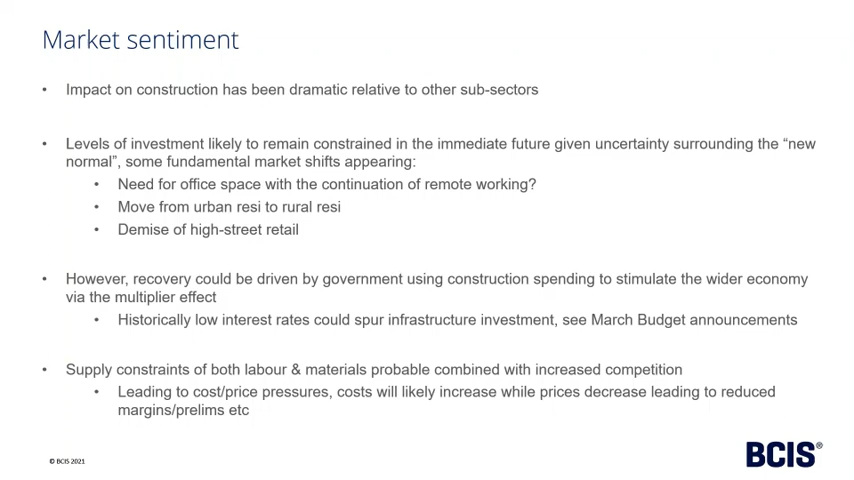 Market sentiment
• Impact on construction has been dramatic relative to other sub-sectors
• Levels of investment likely to remain constrained in the immediate future given uncertainty surrounding the “new
normal”, some fundamental market shifts appearing:
• Need for office space with the continuation of remote working?
• Move from urban resi to rural resi
• Demise of high-street retail
• However, recovery could be driven by government using construction spending to stimulate the wider economy
via the multiplier effect
• Historically low interest rates could spur infrastructure investment, see March Budget announcements
• Supply constraints of both labour & materials probable combined with increased competition
• Leading to cost/price pressures, costs will likely increase while prices decrease leading to reduced
margins/prelims etc
© BCIS 2021
BCIS®